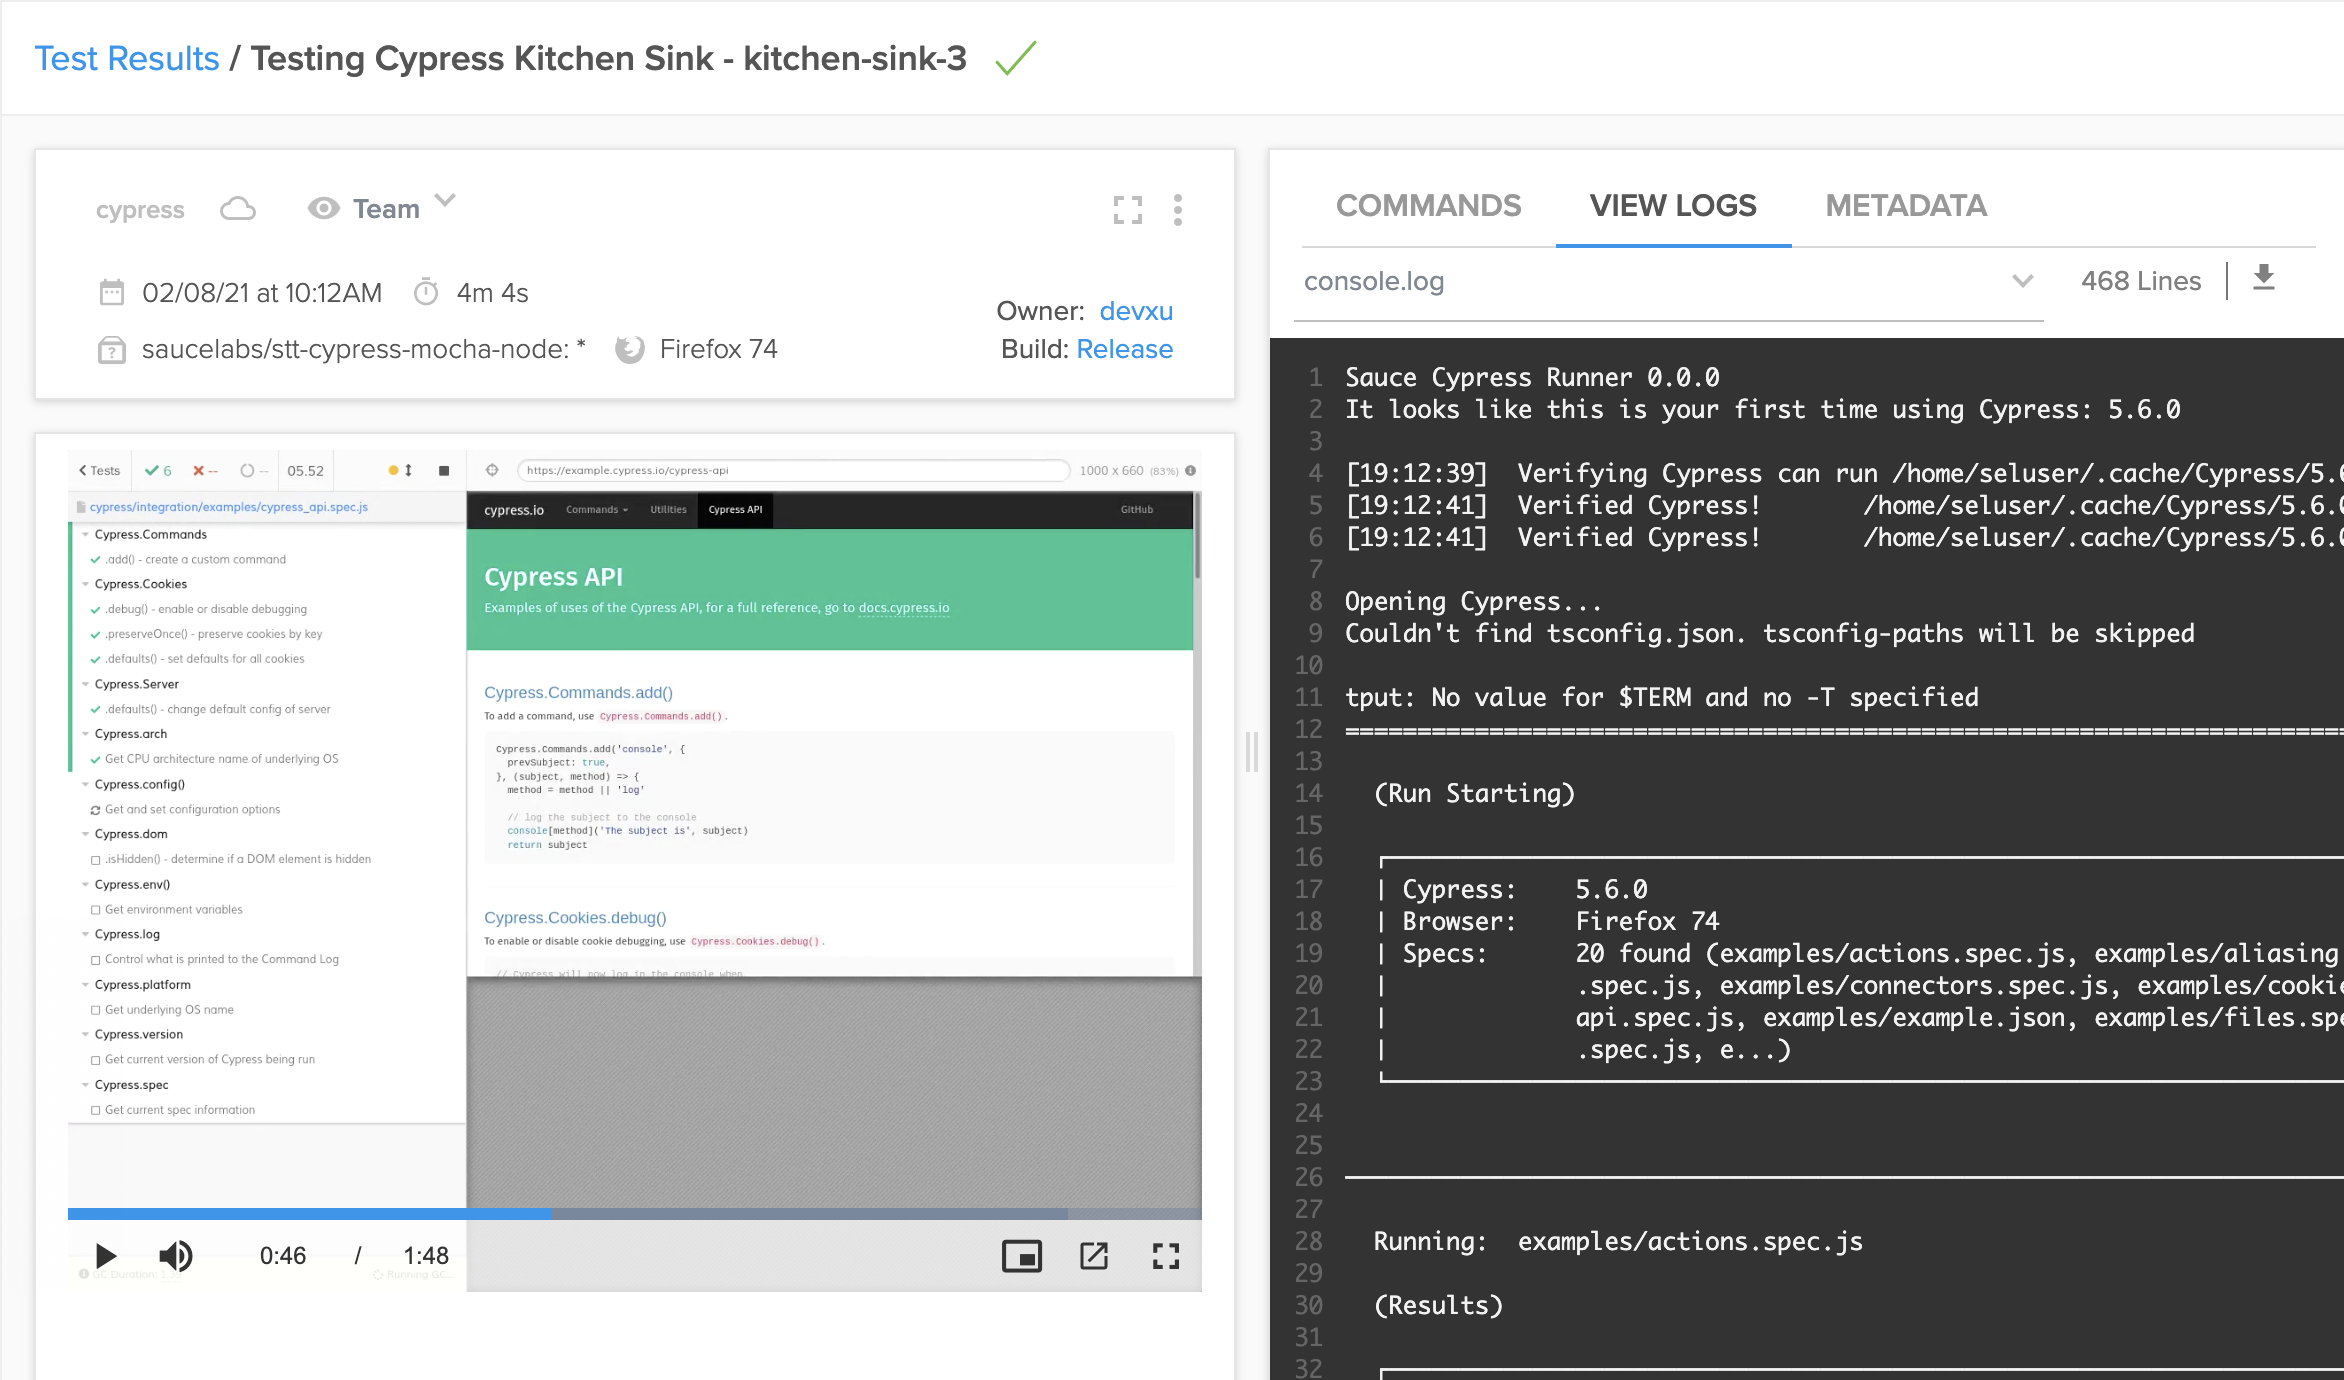 Test Results / Testing Cypress Kitchen Sink - kitchen-sink-3
cypress
Team
02/08/21 at 10:12AM
4m 4s
saucelabs/stt-cypress-mocha-node: *
Firefox 74
Owner: devxu
Build: Release
Tests
6
--
--
05.52
https://example.cypress.io/cypress-api
1000 x 660 (83%)
cypress/integration/examples/cypress_api.spec.js
Cypress.Commands
.add() - create a custom command
Cypress.Cookies
.debug() - enable or disable debugging
.preserveOnce() - preserve cookies by key
.defaults() - set defaults for all cookies
Cypress.Server
.defaults() - change default config of server
Cypress.arch
Get CPU architecture name of underlying OS
Cypress.config()
Get and set configuration options
Cypress.dom
.isHidden() - determine if a DOM element is hidden
Cypress.env()
Get environment variables
Cypress.log
Control what is printed to the Command Log
Cypress.platform
Get underlying OS name
Cypress.version
Get current version of Cypress being run
Cypress.spec
Get current spec information
cypress.io
Commands
Utilities
Cypress API
GitHub
Cypress API
Examples of uses of the Cypress API, for a full reference, go to docs.cypress.io
Cypress.Commands.add()
To add a command, use Cypress.Commands.add().
Cypress.Commands.add('console', {
prevSubject: true,
}, (subject, method) => {
method = method || 'log'
// log the subject to the console
console[method]('The subject is', subject)
return subject
Cypress.Cookies.debug()
To enable or disable cookie debugging, use Cypress.Cookies.debug().
// Cypress will now log in the console when
0:46 / 1:48
GC Duration: 1.39
Running GC...
COMMANDS
VIEW LOGS
METADATA
console.log
468 Lines
1 Sauce Cypress Runner 0.0.0
2 It looks like this is your first time using Cypress: 5.6.0
3
4 [19:12:39]  Verifying Cypress can run /home/seluser/.cache/Cypress/5.6
5 [19:12:41]  Verified Cypress!       /home/seluser/.cache/Cypress/5.6.0
6 [19:12:41]  Verified Cypress!       /home/seluser/.cache/Cypress/5.6.0
7
8 Opening Cypress...
9 Couldn't find tsconfig.json. tsconfig-paths will be skipped
10
11 tput: No value for $TERM and no -T specified
12 ======================================================================
13
14 (Run Starting)
15
16
17 | Cypress:    5.6.0
18 | Browser:    Firefox 74
19 | Specs:      20 found (examples/actions.spec.js, examples/aliasing
20 |             .spec.js, examples/connectors.spec.js, examples/cookie
21 |             api.spec.js, examples/example.json, examples/files.spe
22 |             .spec.js, e...)
23
24
25
26
27
28 Running:  examples/actions.spec.js
29
30 (Results)
31
32